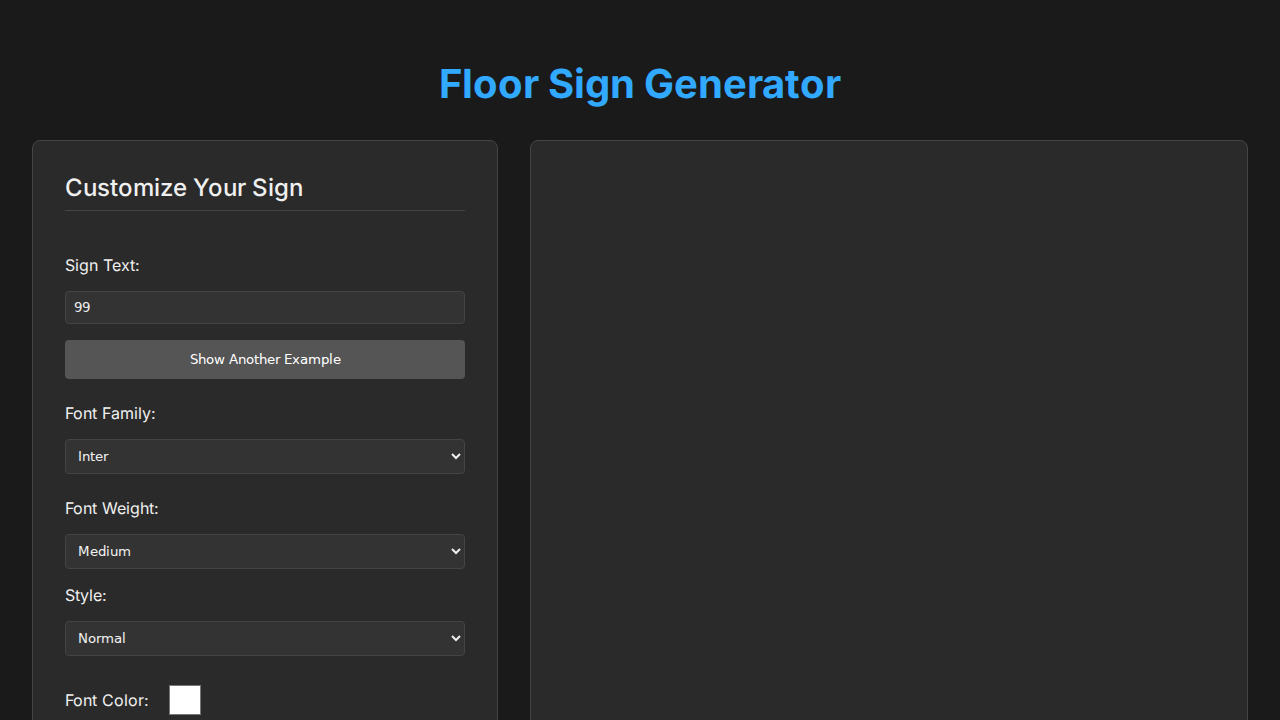 Floor Sign Generator
Customize Your Sign
Sign Text:
99
Show Another Example
Font Family:
Inter
Font Weight:
Medium
Style:
Normal
Font Color: